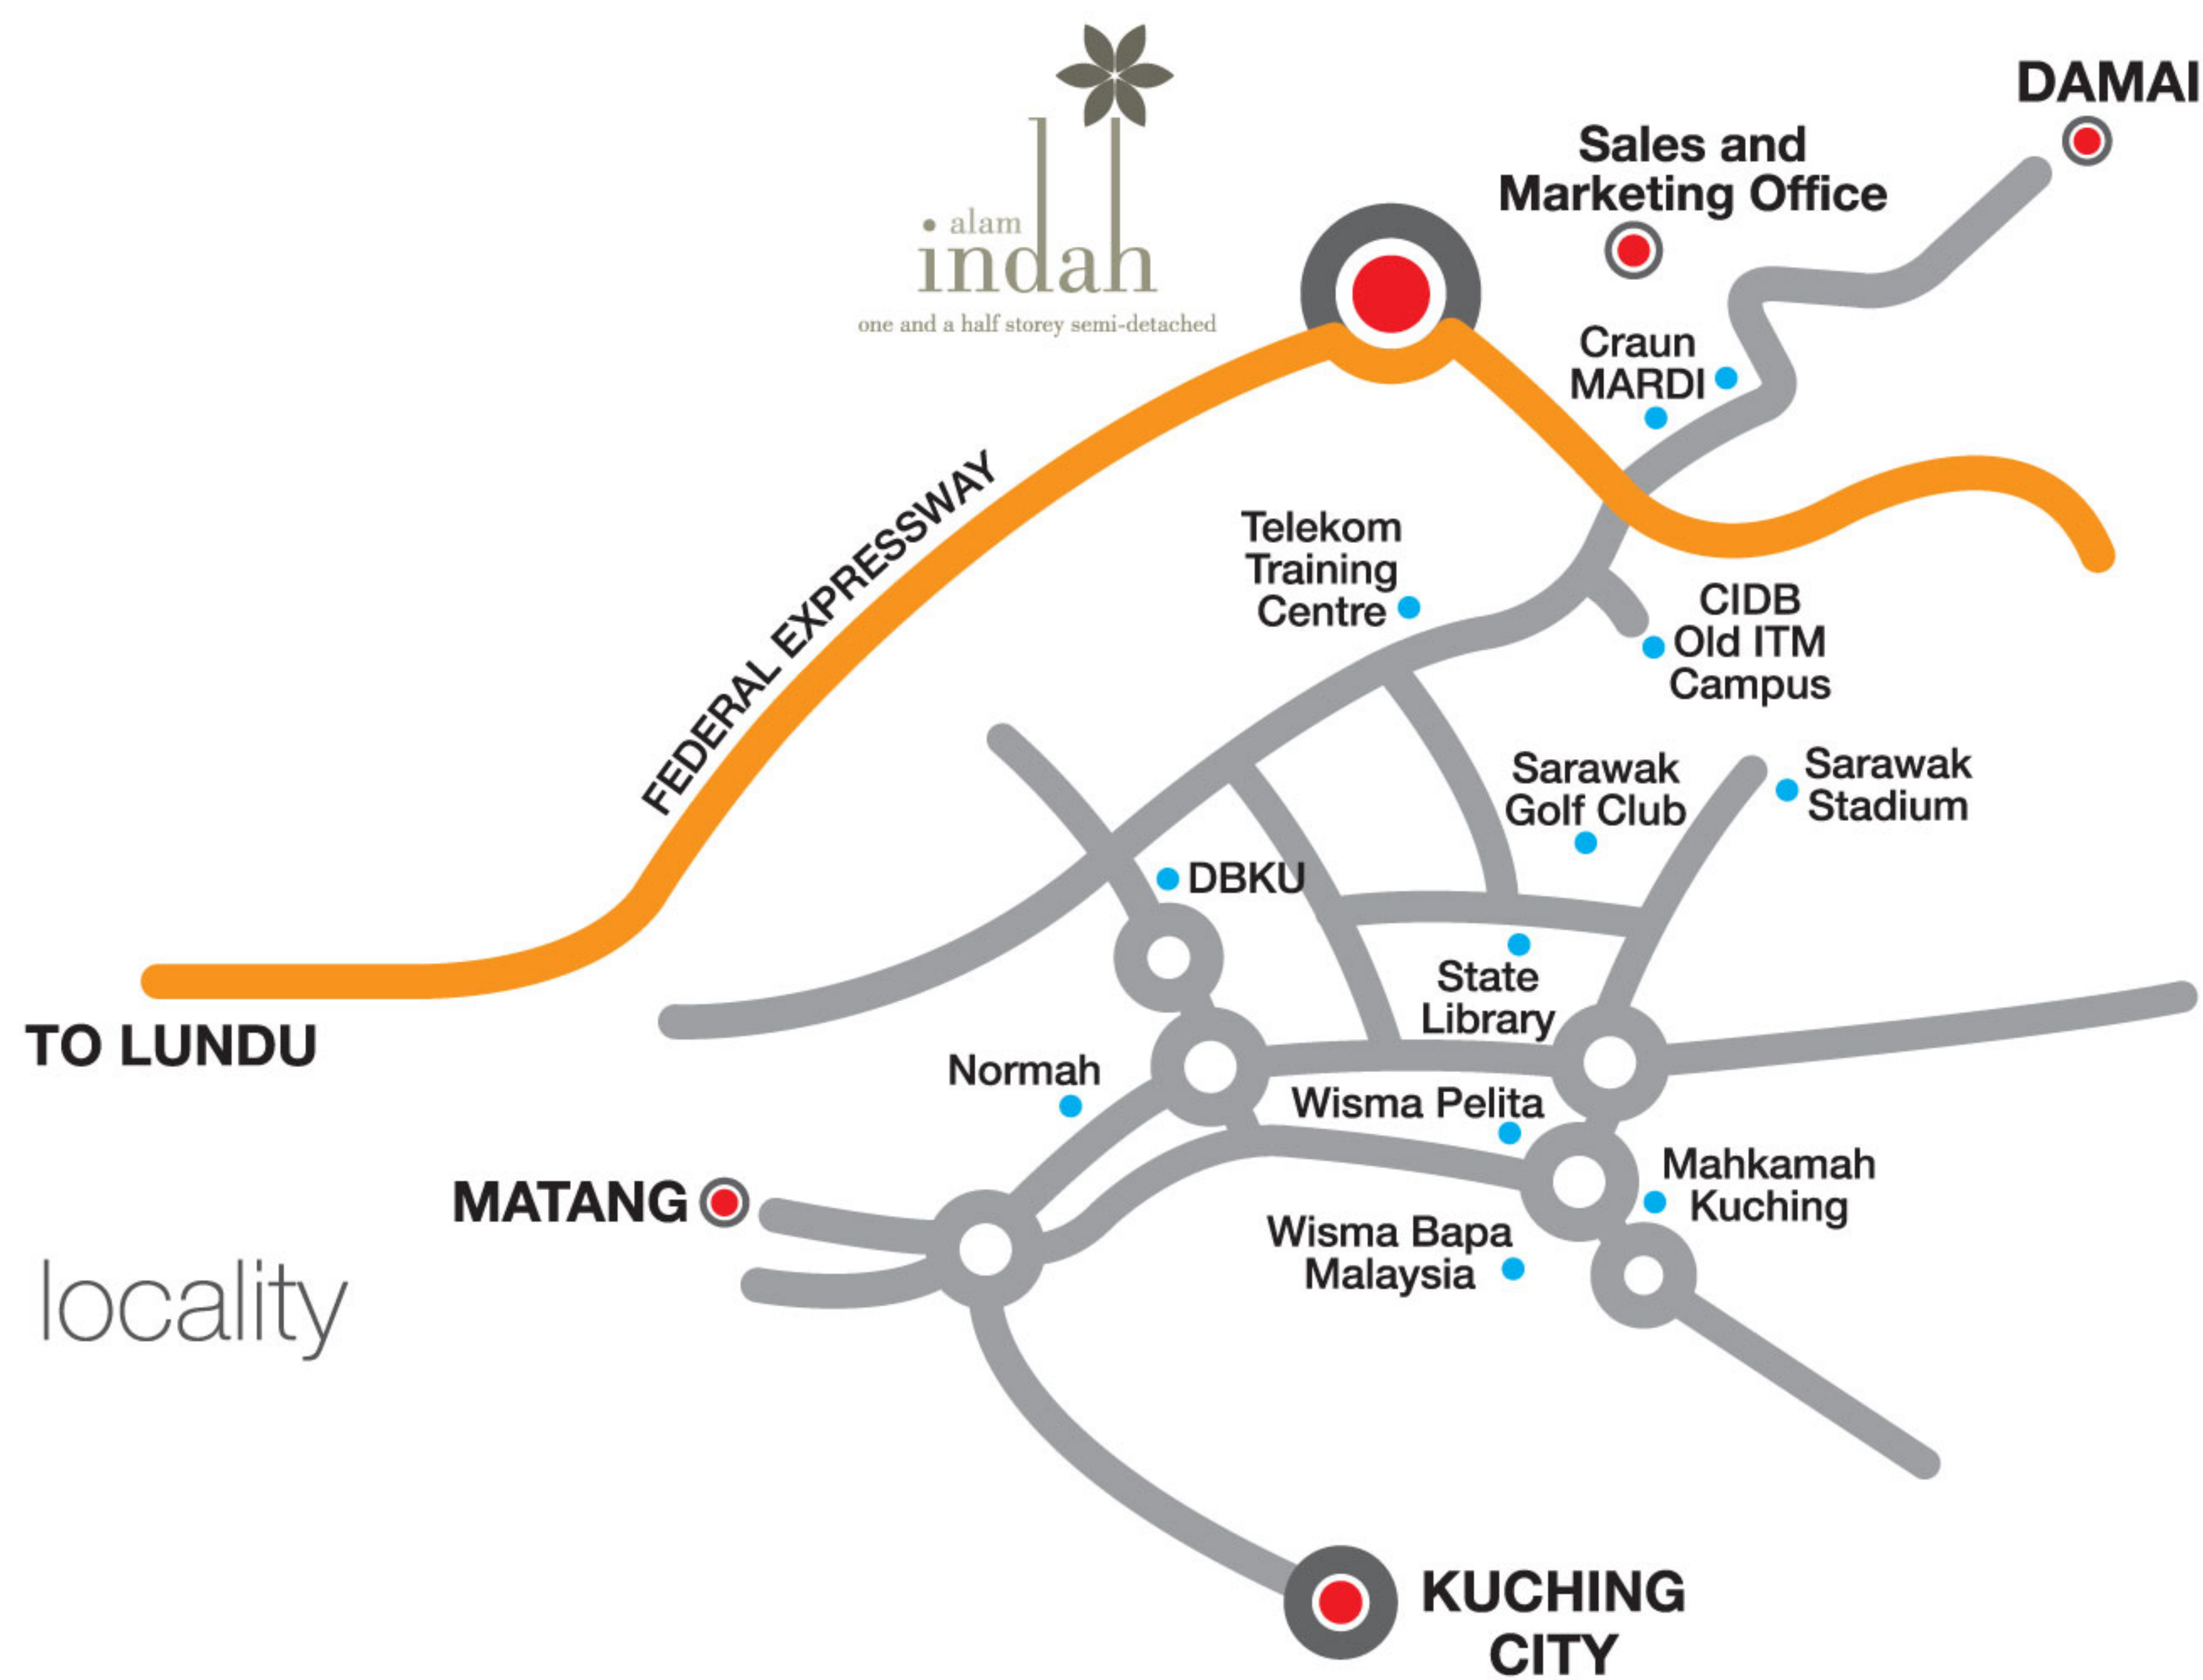 DAMAI
Sales and
Marketing Office
alam
indah
one and a half storey semi-detached
Craun
MARDI
FEDERAL EXPRESSWAY
Telekom
Training
Centre
CIDB
Old ITM
Campus
Sarawak
Golf Club
Sarawak
Stadium
DBKU
State
Library
TO LUNDU
Normah
Wisma Pelita
MATANG
Mahkamah
Kuching
Wisma Bapa
Malaysia
locality
KUCHING
CITY